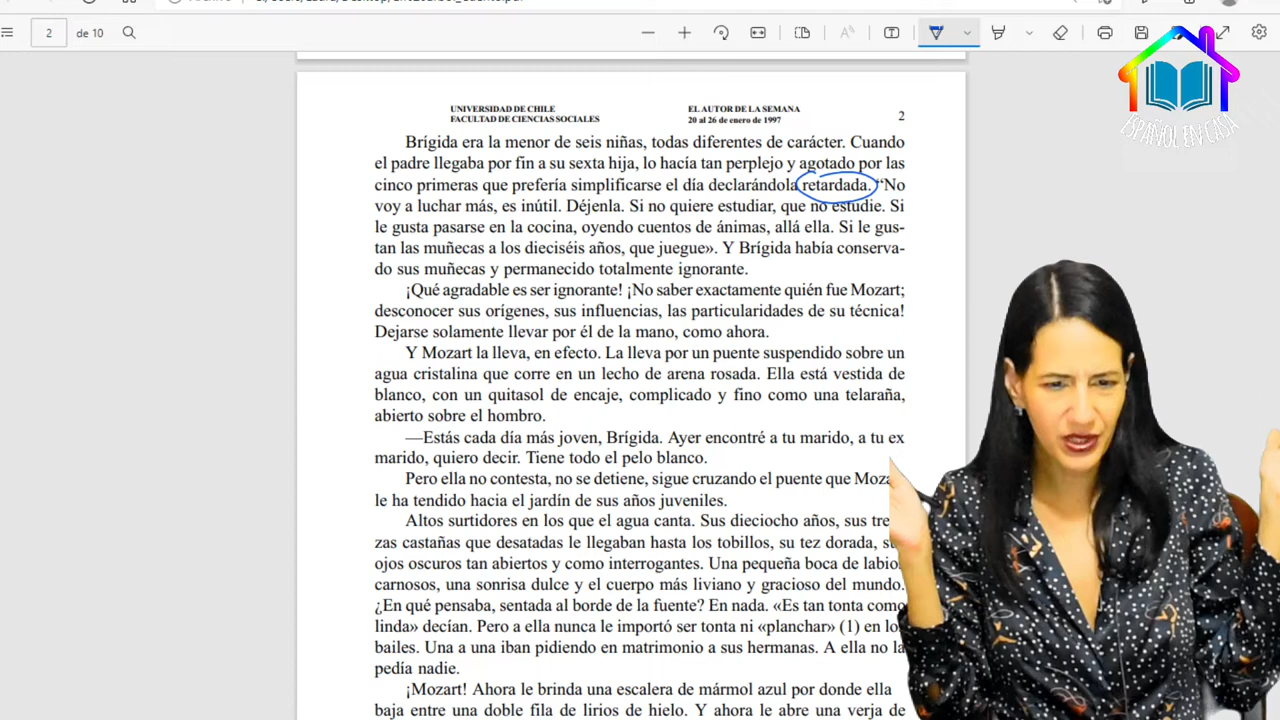 2
de 10
UNIVERSIDAD DE CHILE
FACULTAD DE CIENCIAS SOCIALES
EL AUTOR DE LA SEMANA
20 al 26 de enero de 1997
2
Brígida era la menor de seis niñas, todas diferentes de carácter. Cuando
el padre llegaba por fin a su sexta hija, lo hacía tan perplejo y agotado por las
cinco primeras que prefería simplificarse el día declarándola retardada. “No
voy a luchar más, es inútil. Déjenla. Si no quiere estudiar, que no estudie. Si
le gusta pasarse en la cocina, oyendo cuentos de ánimas, allá ella. Si le gus-
tan las muñecas a los dieciséis años, que juegue». Y Brígida había conserva-
do sus muñecas y permanecido totalmente ignorante.
¡Qué agradable es ser ignorante! ¡No saber exactamente quién fue Mozart;
desconocer sus orígenes, sus influencias, las particularidades de su técnica!
Dejarse solamente llevar por él de la mano, como ahora.
Y Mozart la lleva, en efecto. La lleva por un puente suspendido sobre un
agua cristalina que corre en un lecho de arena rosada. Ella está vestida de
blanco, con un quitasol de encaje, complicado y fino como una telaraña,
abierto sobre el hombro.
—Estás cada día más joven, Brígida. Ayer encontré a tu marido, a tu ex
marido, quiero decir. Tiene todo el pelo blanco.
Pero ella no contesta, no se detiene, sigue cruzando el puente que Moza
le ha tendido hacia el jardín de sus años juveniles.
Altos surtidores en los que el agua canta. Sus dieciocho años, sus tre
zas castañas que desatadas le llegaban hasta los tobillos, su tez dorada, su
ojos oscuros tan abiertos y como interrogantes. Una pequeña boca de labio
carnosos, una sonrisa dulce y el cuerpo más liviano y gracioso del mundo.
¿En qué pensaba, sentada al borde de la fuente? En nada. «Es tan tonta como
linda» decían. Pero a ella nunca le importó ser tonta ni «planchar» (1) en lo
bailes. Una a una iban pidiendo en matrimonio a sus hermanas. A ella no la
pedía nadie.
¡Mozart! Ahora le brinda una escalera de mármol azul por donde ella
baja entre una doble fila de lirios de hielo. Y ahora le abre una verja de
ESPAÑOL EN CASA